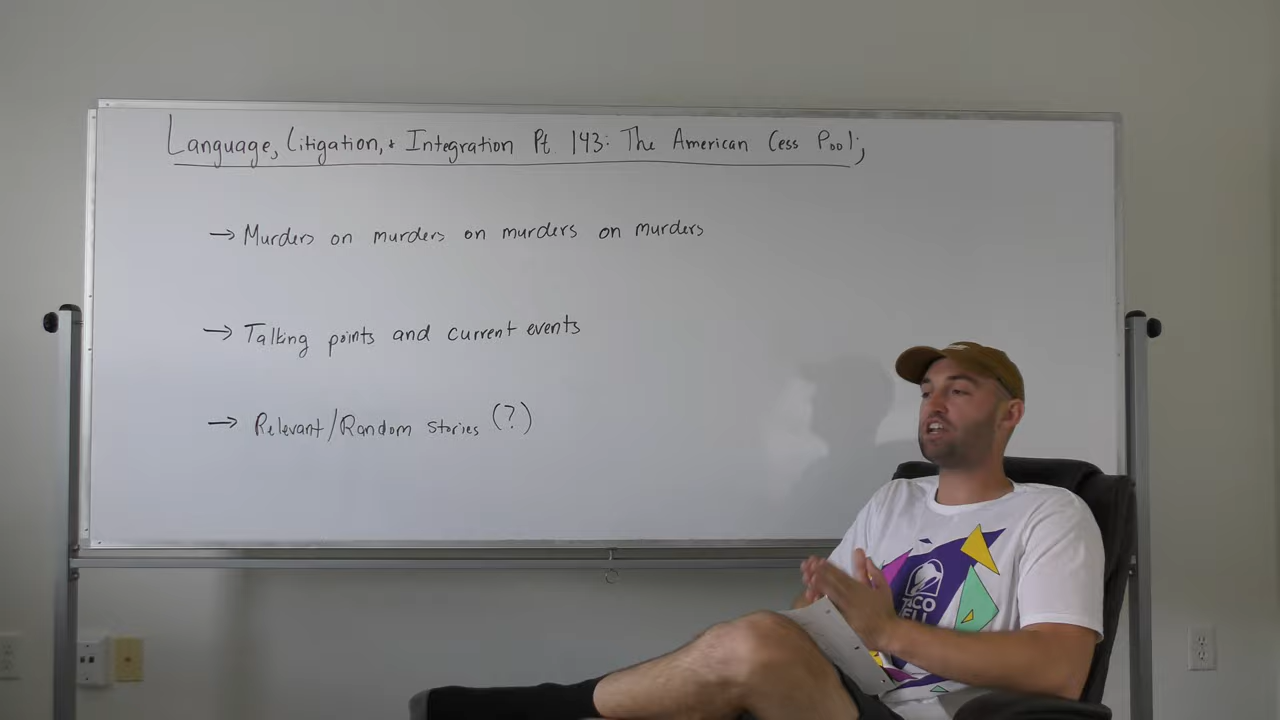 Language, Litigation, + Integration Pt. 143: The American Cess Pool;
→ Murders on murders on murders on murders
→ Talking points and current events
→ Relevant/Random stories (?)
TACO
BELL